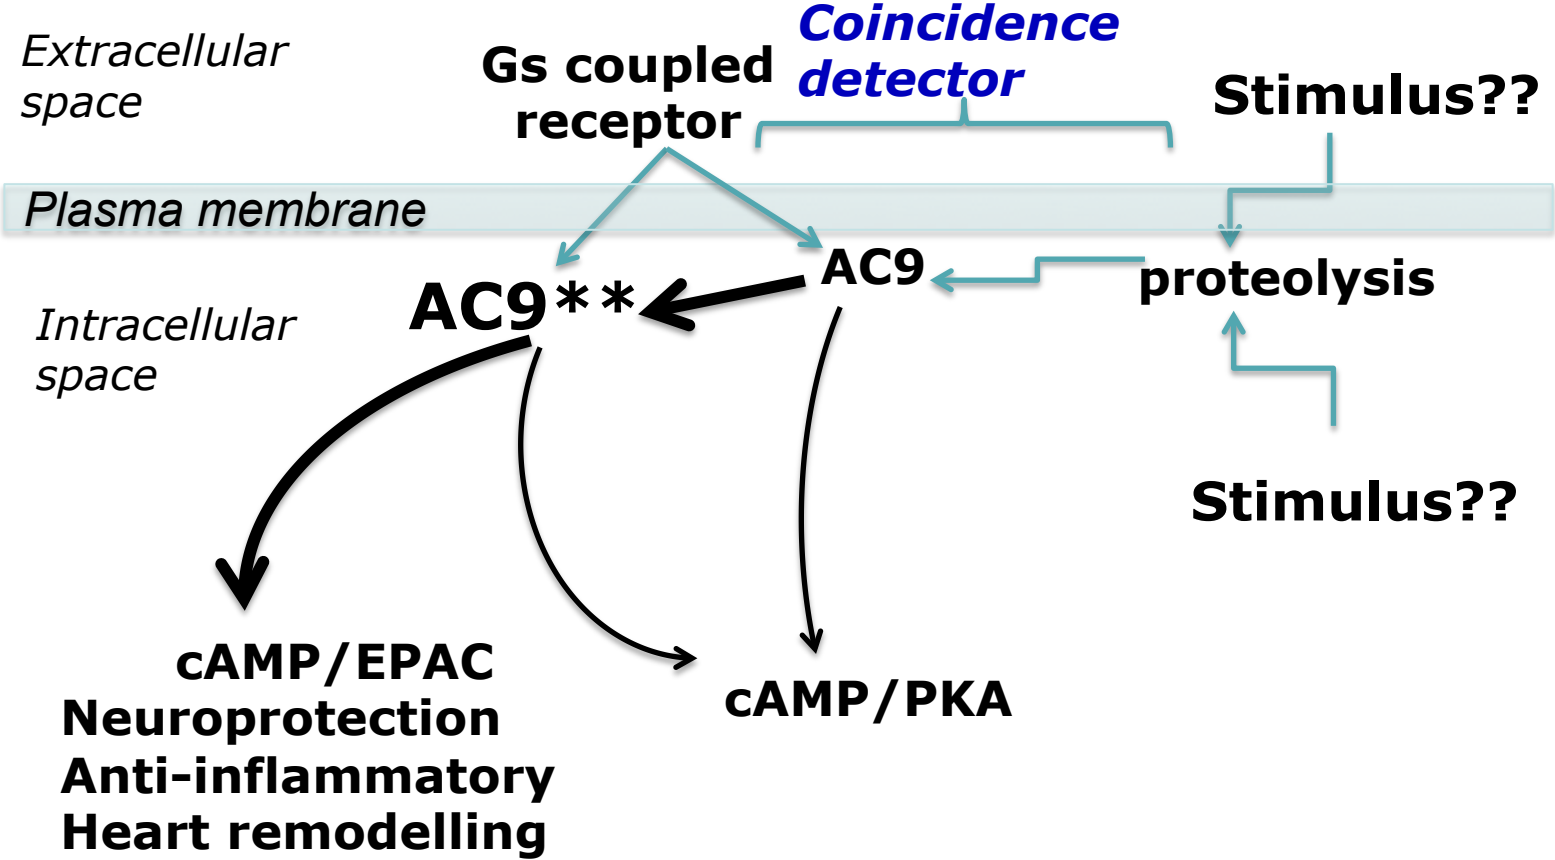 Extracellular
space
Gs coupled
receptor
Coincidence
detector
Stimulus??
Plasma membrane
AC9**
AC9
proteolysis
Intracellular
space
Stimulus??
cAMP/EPAC
Neuroprotection
Anti-inflammatory
Heart remodelling
cAMP/PKA